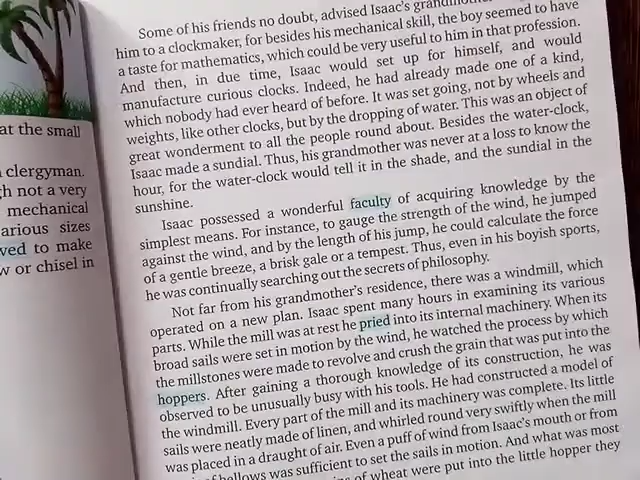 at the small
clergyman.
gh not a very
mechanical
arious sizes
ved to make
w or chisel in
Some of his friends no doubt, advised Isaac's
him to a clockmaker, for besides his mechanical skill, the boy seemed to have
a taste for mathematics, which could be very useful to him in that profession.
And then, in due time, Isaac would set up for himself, and would
manufacture curious clocks. Indeed, he had already made one of a kind,
which nobody had ever heard of before. It was set going, not by wheels and
weights, like other clocks, but by the dropping of water. This was an object of
great wonderment to all the people round about. Besides the water-clock,
Isaac made a sundial. Thus, his grandmother was never at a loss to know the
hour, for the water-clock would tell it in the shade, and the sundial in the
sunshine.
Isaac possessed a wonderful faculty of acquiring knowledge by the
simplest means. For instance, to gauge the strength of the wind, he jumped
against the wind, and by the length of his jump, he could calculate the force
of a gentle breeze, a brisk gale or a tempest. Thus, even in his boyish sports,
he was continually searching out the secrets of philosophy.
Not far from his grandmother's residence, there was a windmill, which
operated on a new plan. Isaac spent many hours in examining its various
parts. While the mill was at rest he pried into its internal machinery. When its
broad sails were set in motion by the wind, he watched the process by which
the millstones were made to revolve and crush the grain that was put into the
hoppers. After gaining a thorough knowledge of its construction, he was
observed to be unusually busy with his tools. He had constructed a model of
the windmill. Every part of the mill and its machinery was complete. Its little
sails were neatly made of linen, and whirled round very swiftly when the mill
was placed in a draught of air. Even a puff of wind from Isaac's mouth or from
of bellows was sufficient to set the sails in motion. And what was most
of wheat were put into the little hopper they